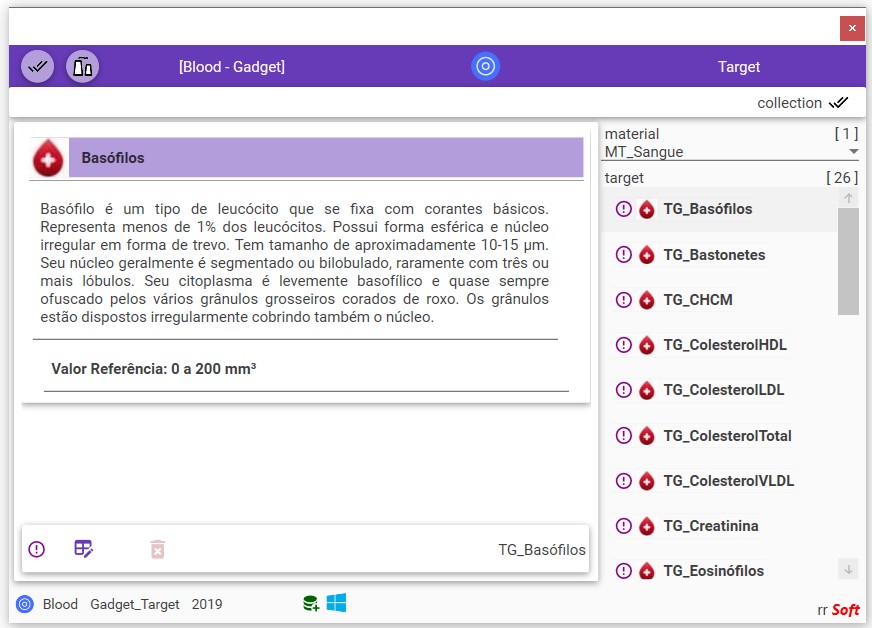 [Blood - Gadget]
Target
collection
Basófilos
Basófilo é um tipo de leucócito que se fixa com corantes básicos.
Representa menos de 1% dos leucócitos. Possui forma esférica e núcleo
irregular em forma de trevo. Tem tamanho de aproximadamente 10-15 µm.
Seu núcleo geralmente é segmentado ou bilobulado, raramente com três ou
mais lóbulos. Seu citoplasma é levemente basofílico e quase sempre
ofuscado pelos vários grânulos grosseiros corados de roxo. Os grânulos
estão dispostos irregularmente cobrindo também o núcleo.
Valor Referência: 0 a 200 mm³
TG_Basófilos
material [ 1 ]
MT_Sangue
target [ 26 ]
TG_Basófilos
TG_Bastonetes
TG_CHCM
TG_ColesterolHDL
TG_ColesterolLDL
TG_ColesterolTotal
TG_ColesterolVLDL
TG_Creatinina
TG_Eosinófilos
Blood Gadget_Target 2019
rr Soft